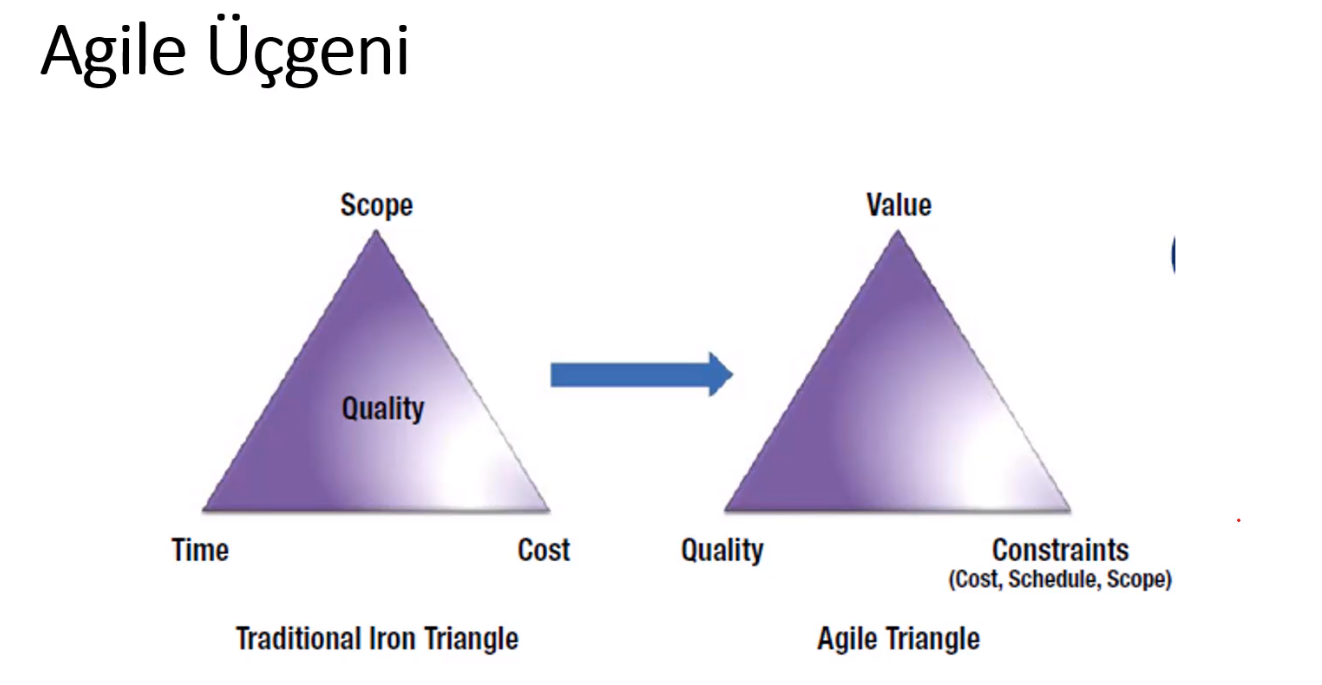 Agile Üçgeni
Scope
Value
Quality
Time
Cost
Quality
Constraints
(Cost, Schedule, Scope)
Traditional Iron Triangle
Agile Triangle